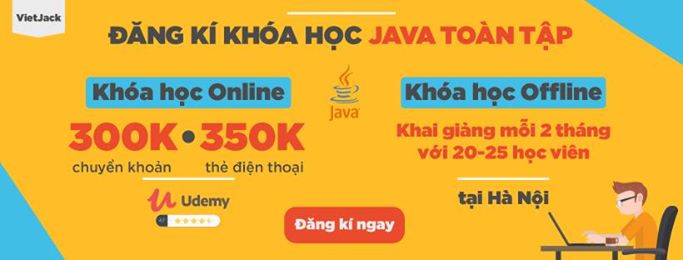 VietJack
ĐĂNG KÍ KHÓA HỌC JAVA TOÀN TẬP
Khóa học Online
300K • 350K
chuyển khoản thẻ điện thoại
Udemy
4.7
Java
Khóa học Offline
Khai giảng mỗi 2 tháng
với 20-25 học viên
tại Hà Nội
Đăng kí ngay